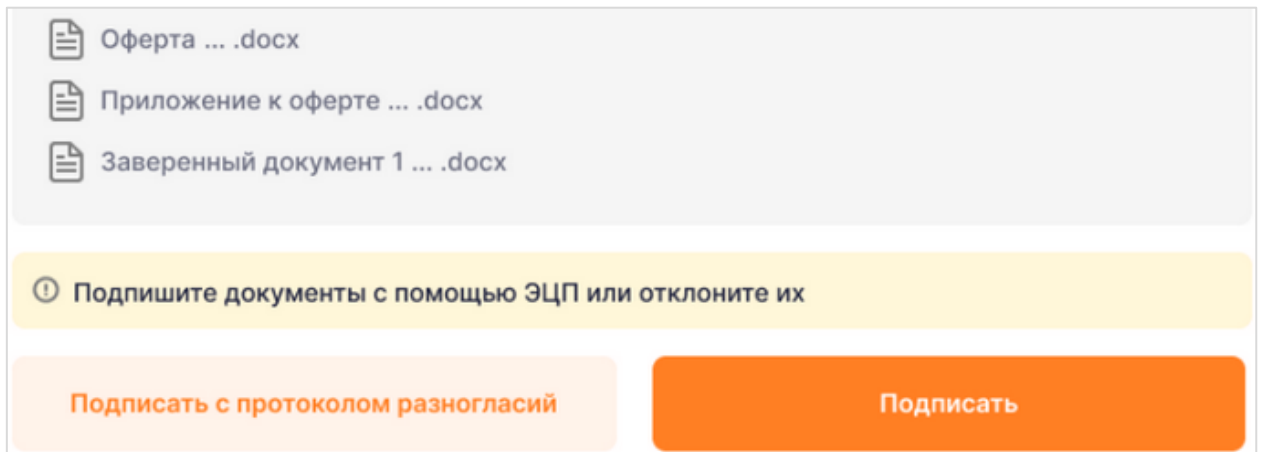 Оферта ... .docx
Приложение к оферте ... .docx
Заверенный документ 1 ... .docx
Подпишите документы с помощью ЭЦП или отклоните их
Подписать с протоколом разногласий
Подписать